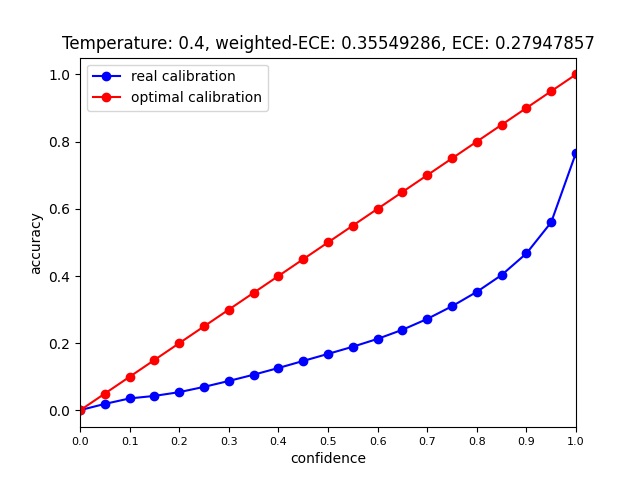 Temperature: 0.4, weighted-ECE: 0.35549286, ECE: 0.27947857
real calibration
optimal calibration
accuracy
1.0
0.8
0.6
0.4
0.2
0.0
0.0 0.1 0.2 0.3 0.4 0.5 0.6 0.7 0.8 0.9 1.0
confidence